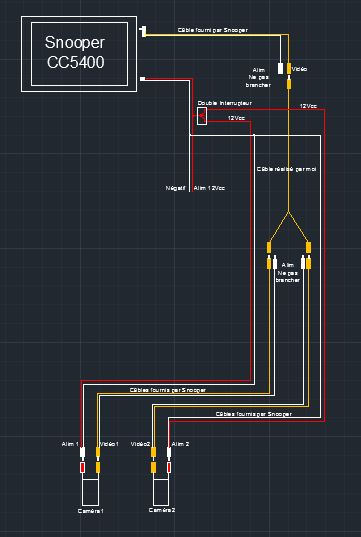 Snooper
CC5400
Câble fourni par Snooper
Alim
Vidéo
Ne pas
brancher
Double Interrupteur
12Vcc
12Vcc
Câble réalisé par moi
Négatif
Alim 12Vcc
Alim
Ne pas
brancher
Câbles fournis par Snooper
Câbles fournis par Snooper
Alim 1
Vidéo1
Vidéo2
Alim 2
Caméra1
Caméra2